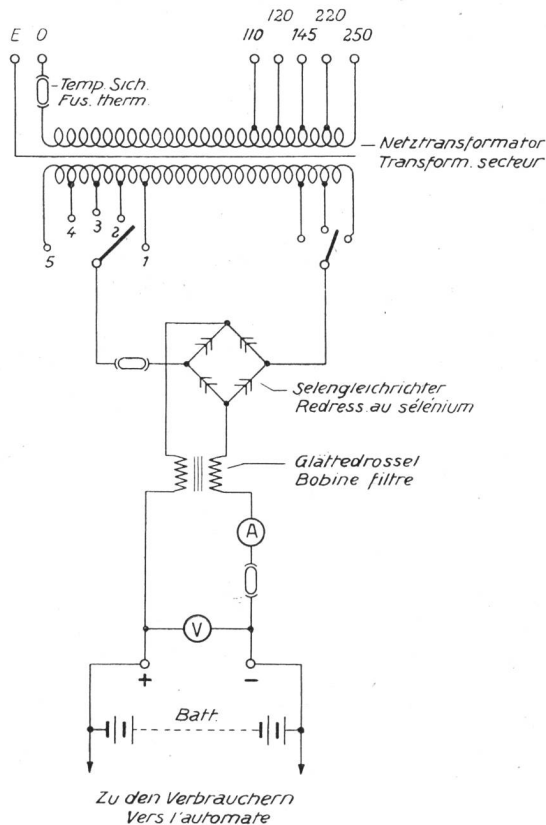 120 220
E 0 110 145 250
Temp. Sich.
Fus. therm.
Netztransformator
Transform. secteur
5 4 3 2 1
Selengleichrichter
Redress. au sélénium
Glättedrossel
Bobine filtre
A
V
+ -
Batt.
Zu den Verbrauchern
Vers l'automate